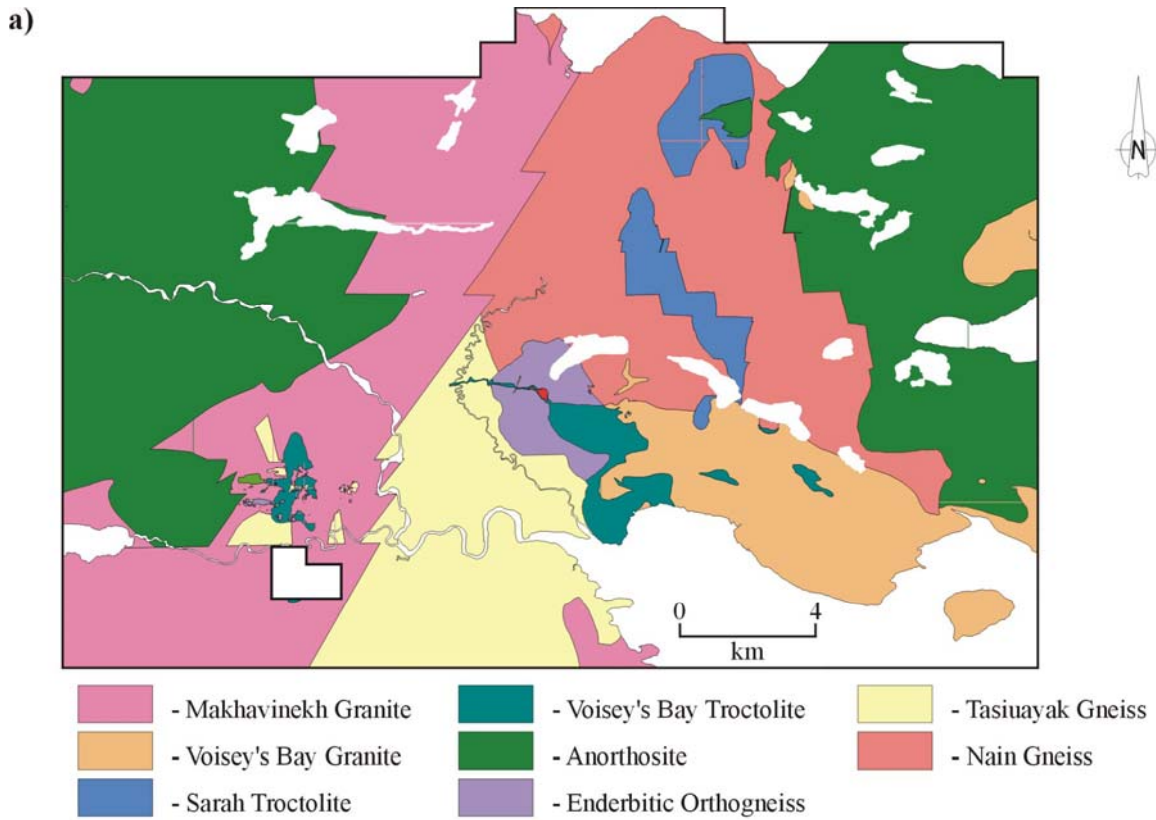 a)
N
0 4
km
- Makhavinekh Granite
- Voisey's Bay Granite
- Sarah Troctolite
- Voisey's Bay Troctolite
- Anorthosite
- Enderbitic Orthogneiss
- Tasiuayak Gneiss
- Nain Gneiss